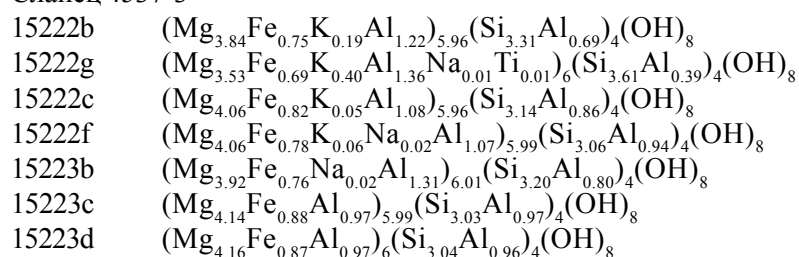 15222b (Mg₃.₈₄Fe₀.₇₅K₀.₁₉Al₁.₂₂)₅.₉₆(Si₃.₃₁Al₀.₆₉)₄(OH)₈
15222g (Mg₃.₅₃Fe₀.₆₉K₀.₄₀Al₁.₃₆Na₀.₀₁Ti₀.₀₁)₆(Si₃.₆₁Al₀.₃₉)₄(OH)₈
15222c (Mg₄.₀₆Fe₀.₈₂K₀.₀₅Al₁.₀₈)₅.₉₆(Si₃.₁₄Al₀.₈₆)₄(OH)₈
15222f (Mg₄.₀₆Fe₀.₇₈K₀.₀₆Na₀.₀₂Al₁.₀₇)₅.₉₉(Si₃.₀₆Al₀.₉₄)₄(OH)₈
15223b (Mg₃.₉₂Fe₀.₇₆Na₀.₀₂Al₁.₃₁)₆.₀₁(Si₃.₂₀Al₀.₈₀)₄(OH)₈
15223c (Mg₄.₁₄Fe₀.₈₈Al₀.₉₇)₅.₉₉(Si₃.₀₃Al₀.₉₇)₄(OH)₈
15223d (Mg₄.₁₆Fe₀.₈₇Al₀.₉₇)₆(Si₃.₀₄Al₀.₉₆)₄(OH)₈